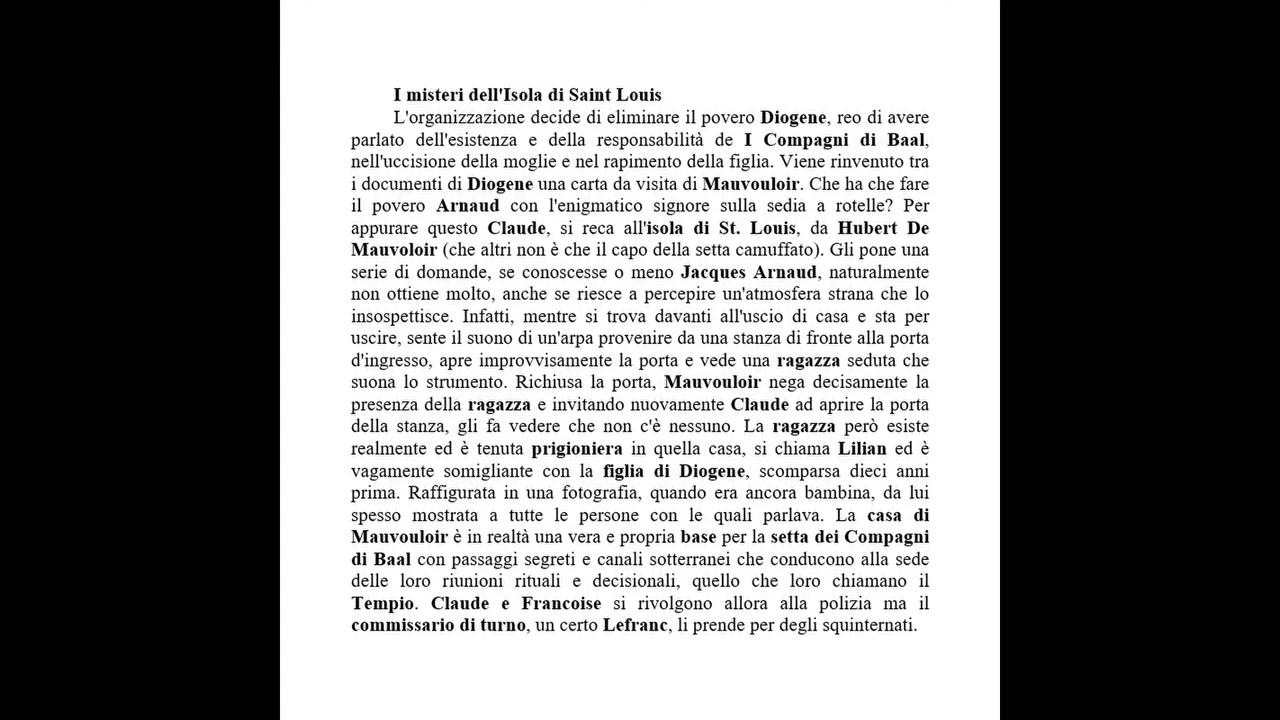 I misteri dell'Isola di Saint Louis
L'organizzazione decide di eliminare il povero Diogene, reo di avere
parlato dell'esistenza e della responsabilità de I Compagni di Baal,
nell'uccisione della moglie e nel rapimento della figlia. Viene rinvenuto tra
i documenti di Diogene una carta da visita di Mauvouloir. Che ha che fare
il povero Arnaud con l'enigmatico signore sulla sedia a rotelle? Per
appurare questo Claude, si reca all'isola di St. Louis, da Hubert De
Mauvoloir (che altri non è che il capo della setta camuffato). Gli pone una
serie di domande, se conoscesse o meno Jacques Arnaud, naturalmente
non ottiene molto, anche se riesce a percepire un'atmosfera strana che lo
insospettisce. Infatti, mentre si trova davanti all'uscio di casa e sta per
uscire, sente il suono di un'arpa provenire da una stanza di fronte alla porta
d'ingresso, apre improvvisamente la porta e vede una ragazza seduta che
suona lo strumento. Richiusa la porta, Mauvouloir nega decisamente la
presenza della ragazza e invitando nuovamente Claude ad aprire la porta
della stanza, gli fa vedere che non c'è nessuno. La ragazza però esiste
realmente ed è tenuta prigioniera in quella casa, si chiama Lilian ed è
vagamente somigliante con la figlia di Diogene, scomparsa dieci anni
prima. Raffigurata in una fotografia, quando era ancora bambina, da lui
spesso mostrata a tutte le persone con le quali parlava. La casa di
Mauvouloir è in realtà una vera e propria base per la setta dei Compagni
di Baal con passaggi segreti e canali sotterranei che conducono alla sede
delle loro riunioni rituali e decisionali, quello che loro chiamano il
Tempio. Claude e Francoise si rivolgono allora alla polizia ma il
commissario di turno, un certo Lefranc, li prende per degli squinternati.